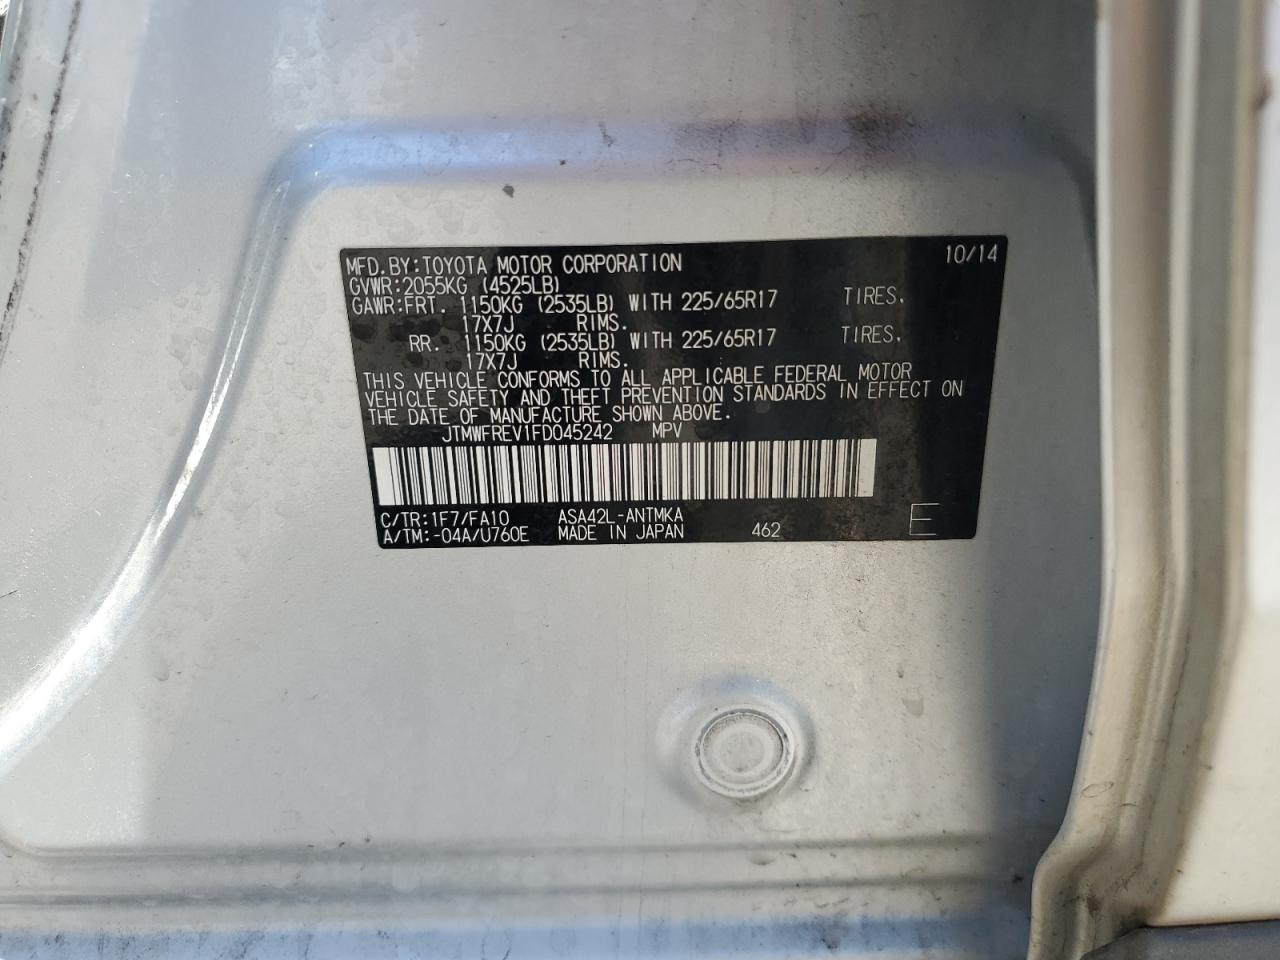 MFD.BY:TOYOTA MOTOR CORPORATION 10/14
GVWR:2055KG (4525LB)
GAWR:FRT. 1150KG (2535LB) WITH 225/65R17 TIRES.
17X7J RIMS.
RR. 1150KG (2535LB) WITH 225/65R17 TIRES.
17X7J RIMS.
THIS VEHICLE CONFORMS TO ALL APPLICABLE FEDERAL MOTOR
VEHICLE SAFETY AND THEFT PREVENTION STANDARDS IN EFFECT ON
THE DATE OF MANUFACTURE SHOWN ABOVE.
JTMWFREV1FD045242 MPV
C/TR:1F7/FA10 ASA42L-ANTMKA
A/TM:-04A/U760E MADE IN JAPAN 462 E